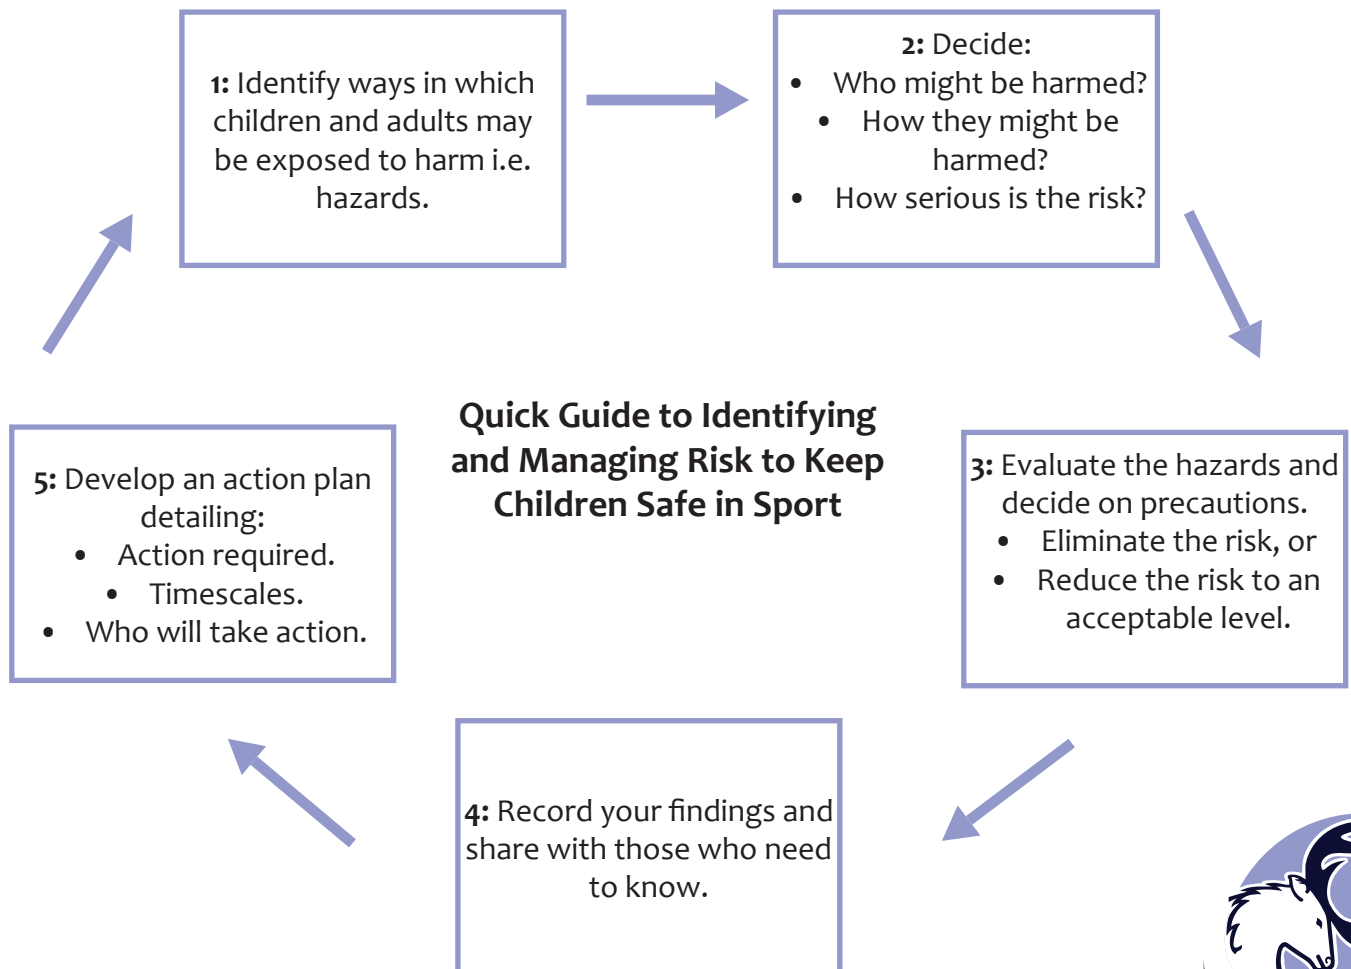 1: Identify ways in which
children and adults may
be exposed to harm i.e.
hazards.
2: Decide:
• Who might be harmed?
• How they might be
harmed?
• How serious is the risk?
Quick Guide to Identifying
and Managing Risk to Keep
Children Safe in Sport
3: Evaluate the hazards and
decide on precautions.
• Eliminate the risk, or
• Reduce the risk to an
acceptable level.
4: Record your findings and
share with those who need
to know.
5: Develop an action plan
detailing:
• Action required.
• Timescales.
• Who will take action.